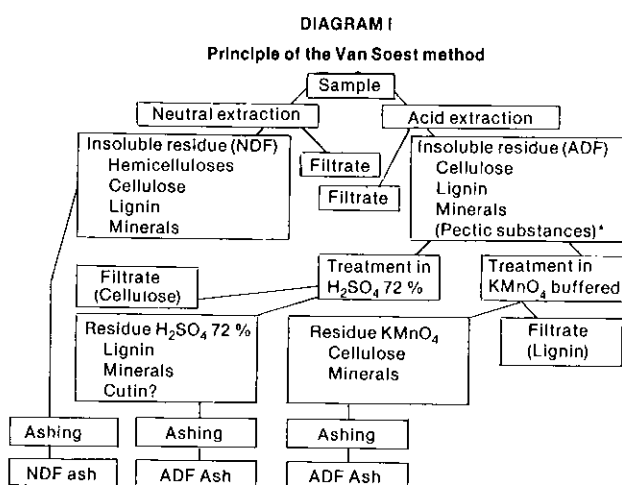 DIAGRAM I
Principle of the Van Soest method
Sample
Neutral extraction
Acid extraction
Insoluble residue (NDF)
Hemicelluloses
Cellulose
Lignin
Minerals
Filtrate
Filtrate
Insoluble residue (ADF)
Cellulose
Lignin
Minerals
(Pectic substances)*
Filtrate
(Cellulose)
Treatment in
H₂SO₄ 72 %
Treatment in
KMnO₄ buffered
Residue H₂SO₄ 72 %
Lignin
Minerals
Cutin?
Residue KMnO₄
Cellulose
Minerals
Filtrate
(Lignin)
Ashing
Ashing
Ashing
NDF ash
ADF Ash
ADF Ash